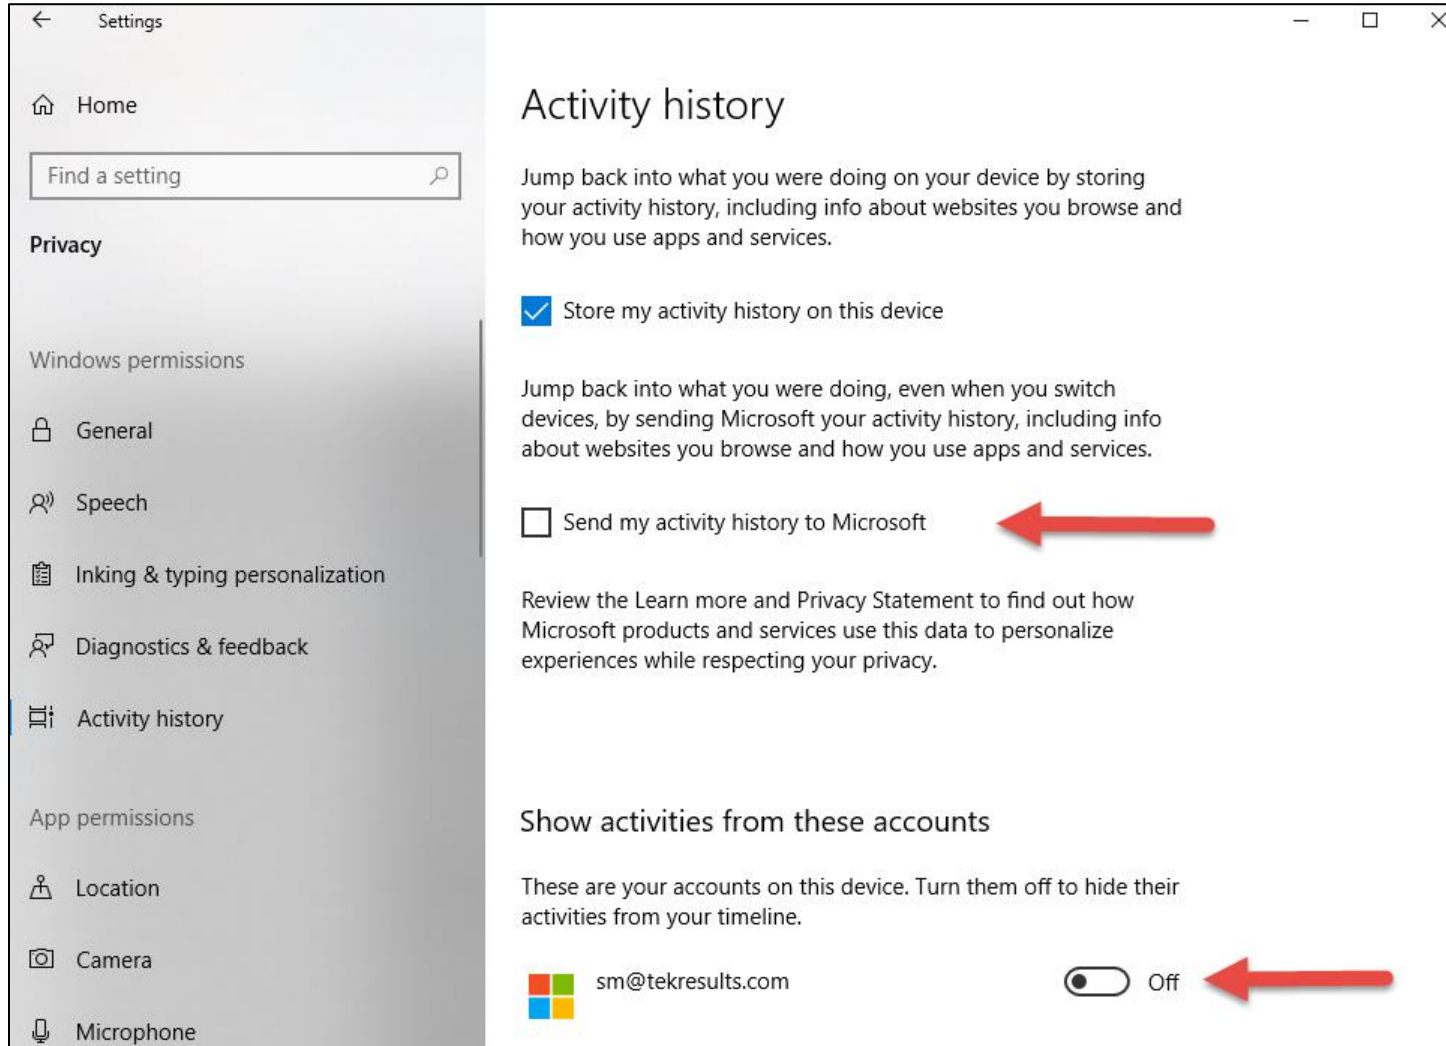 Settings
Home
Find a setting
Privacy
Windows permissions
General
Speech
Inking & typing personalization
Diagnostics & feedback
Activity history
App permissions
Location
Camera
Microphone
Activity history
Jump back into what you were doing on your device by storing
your activity history, including info about websites you browse and
how you use apps and services.
Store my activity history on this device
Jump back into what you were doing, even when you switch
devices, by sending Microsoft your activity history, including info
about websites you browse and how you use apps and services.
Send my activity history to Microsoft
Review the Learn more and Privacy Statement to find out how
Microsoft products and services use this data to personalize
experiences while respecting your privacy.
Show activities from these accounts
These are your accounts on this device. Turn them off to hide their
activities from your timeline.
sm@tekresults.com
Off